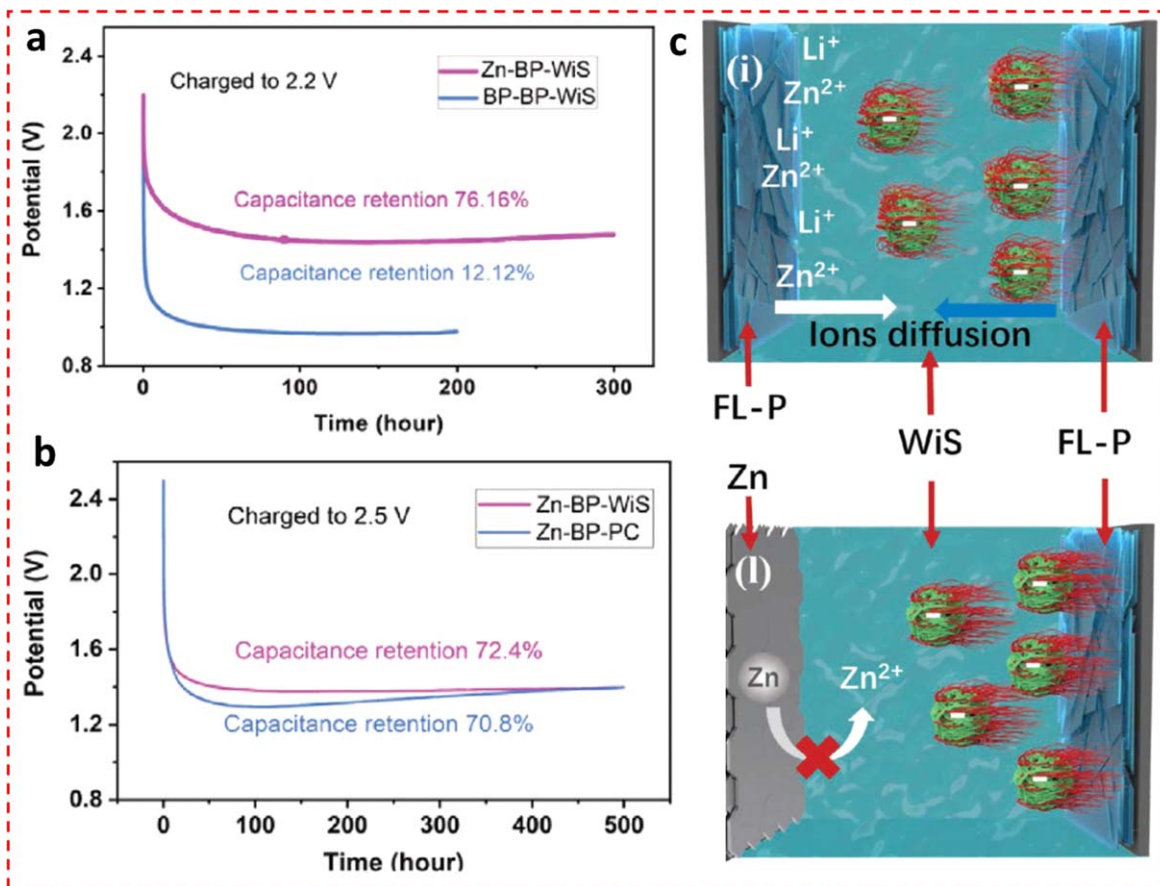 a
2.4
2.0
1.6
1.2
0.8
Potential (V)
Charged to 2.2 V
Zn-BP-WiS
BP-BP-WiS
Capacitance retention 76.16%
Capacitance retention 12.12%
0 100 200 300
Time (hour)
b
2.4
2.0
1.6
1.2
0.8
Potential (V)
Charged to 2.5 V
Zn-BP-WiS
Zn-BP-PC
Capacitance retention 72.4%
Capacitance retention 70.8%
0 100 200 300 400 500
Time (hour)
c
(i)
Li⁺
Zn²⁺
Li⁺
Zn²⁺
Li⁺
Zn²⁺
Ions diffusion
FL-P
WiS
FL-P
Zn
(l)
Zn
Zn²⁺